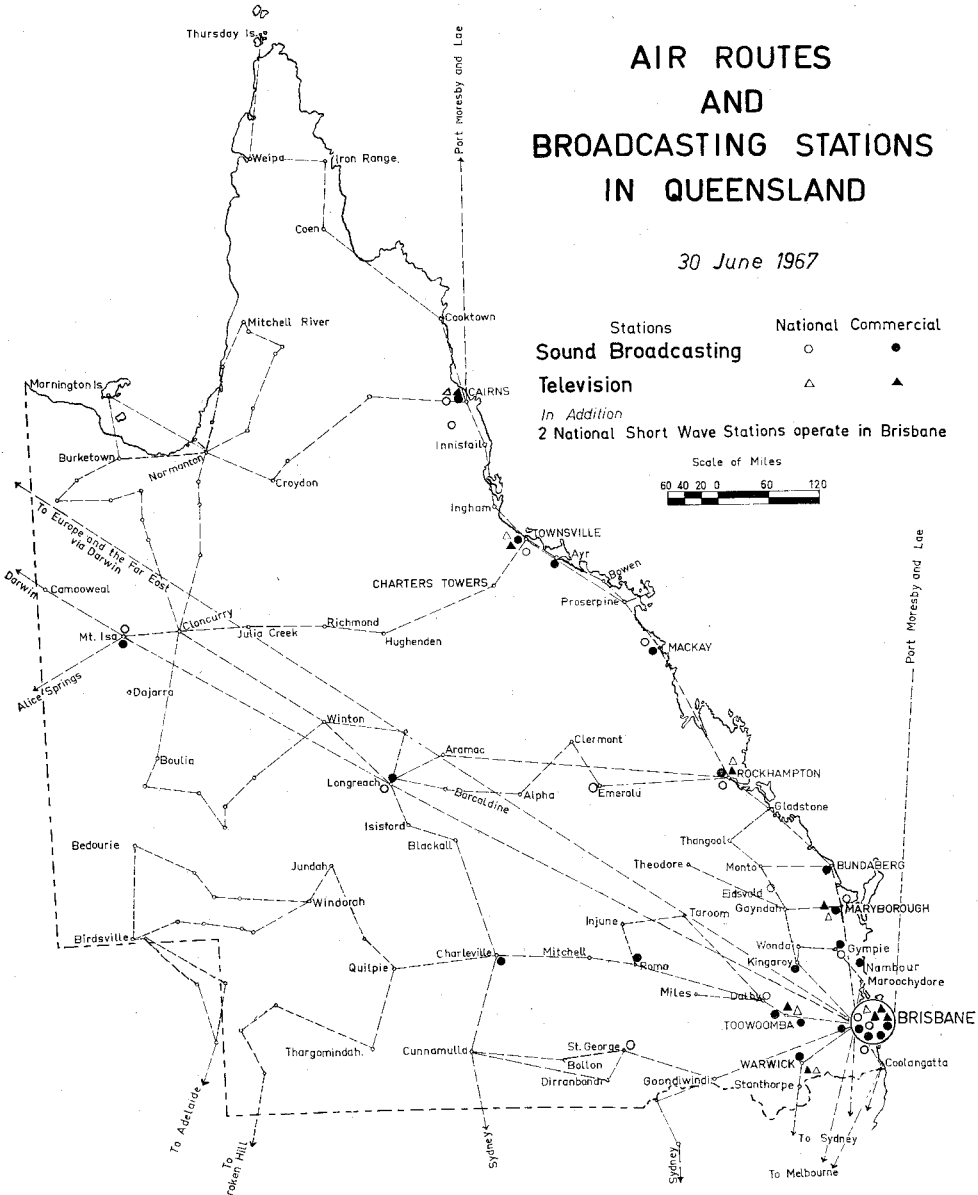 AIR ROUTES
AND
BROADCASTING STATIONS
IN QUEENSLAND
30 June 1967
Stations
National Commercial
Sound Broadcasting
Television
In Addition
2 National Short Wave Stations operate in Brisbane
Scale of Miles
60 40 20 0 60 120
Thursday Is.
Port Moresby and Lae
Weipa
Iron Range.
Coen
Cooktown
Mitchell River
Mornington Is.
CAIRNS
Innisfail
Burketown
Normanton
Croydon
Ingham
To Europe and the Far East
via Darwin
TOWNSVILLE
Ayr
Bowen
Port Moresby and Lae
Darwin
Camooweal
CHARTERS TOWERS
Proserpine
Cloncurry
Mt. Isa
Julia Creek
Richmond
Hughenden
MACKAY
Alice Springs
Dajarra
Winton
Clermont
Aramac
Boulia
ROCKHAMPTON
Longreach
Barcaldine
Alpha
Emerald
Gladstone
Isisford
Blackall
Thangool
Bedourie
Jundah
Theodore
Monto
BUNDABERG
Eidsvold
Windorah
Gayndah
MARYBOROUGH
Taroom
Injune
Birdsville
Wondai
Gympie
Charleville
Mitchell
Kingaroy
Quilpie
Roma
Nambour
Maroochydore
Miles
Dalby
BRISBANE
TOOWOOMBA
Thargomindah.
Cunnamulla
St. George
Bollon
WARWICK
Coolangatta
Dirranbandi
Goondiwindi
Stanthorpe
To Adelaide
To
roken Hill
Sydney
Sydney
To Sydney
To Melbourne